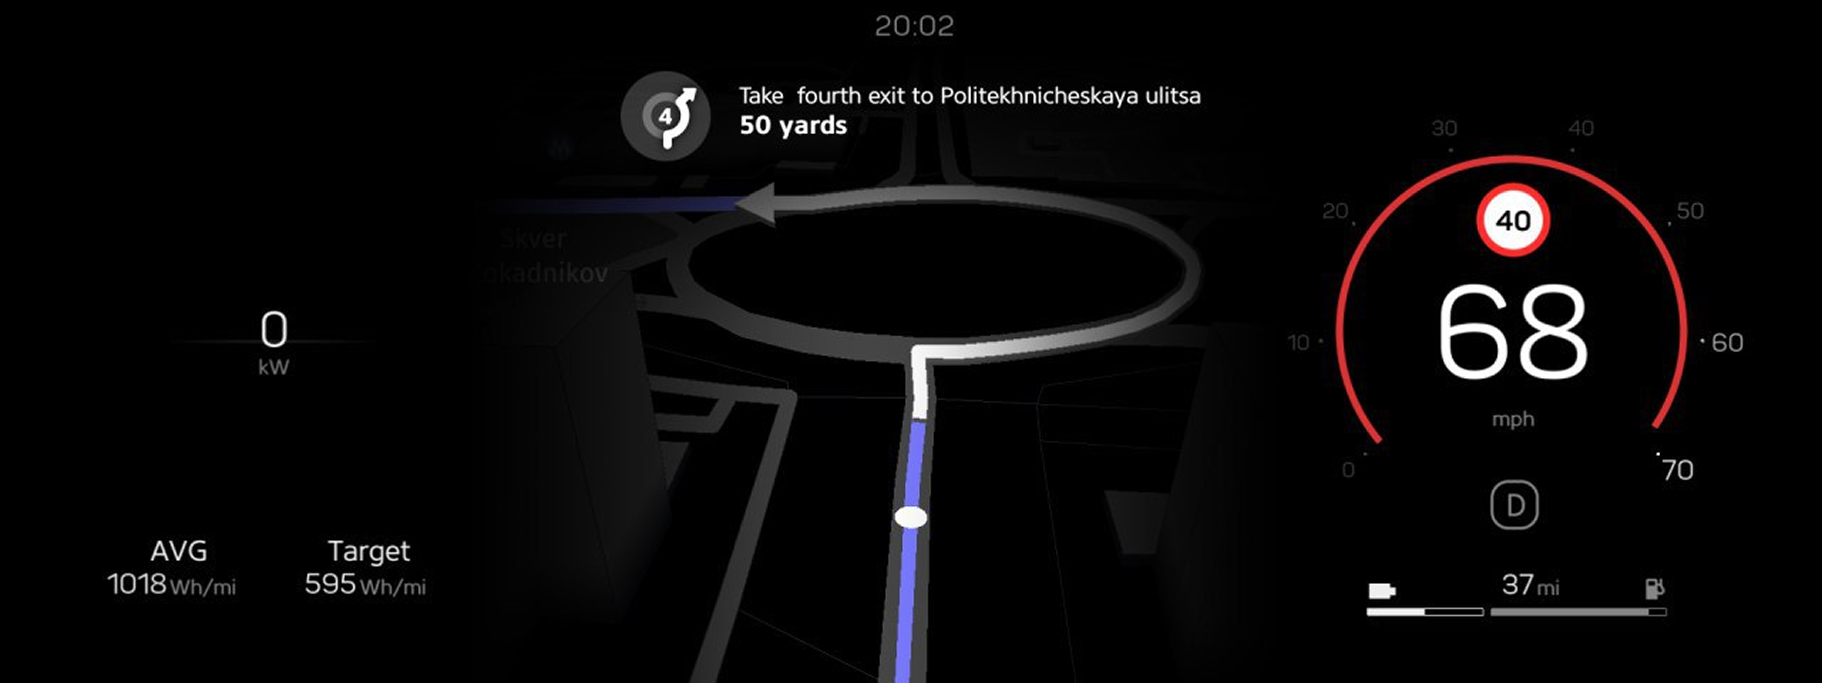 20:02
4
Take fourth exit to Politekhnicheskaya ulitsa
50 yards
Skver
okadnikov
0
kW
AVG
1018 Wh/mi
Target
595 Wh/mi
30
40
20
50
10
60
0
70
40
68
mph
D
37 mi